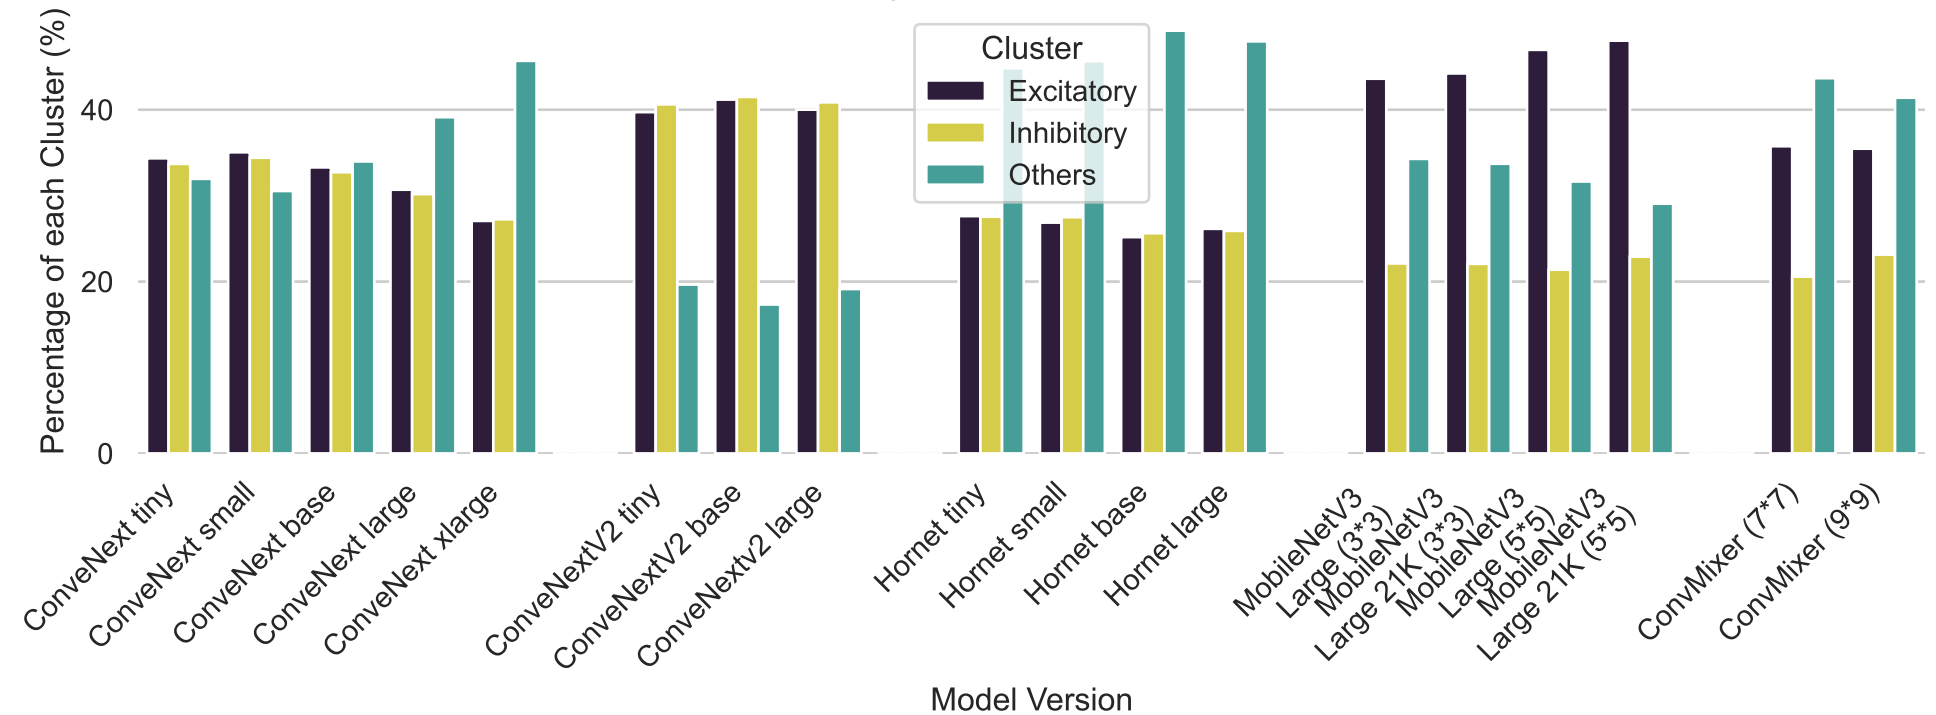 Percentage of each Cluster (%)
40
20
0
Cluster
Excitatory
Inhibitory
Others
ConveNext tiny
ConveNext small
ConveNext base
ConveNext large
ConveNext xlarge
ConveNextV2 tiny
ConveNextV2 base
ConveNextv2 large
Hornet tiny
Hornet small
Hornet base
Hornet large
MobileNetV3
Large (3*3)
MobileNetV3
Large 21K (3*3)
MobileNetV3
Large (5*5)
MobileNetV3
Large 21K (5*5)
ConvMixer (7*7)
ConvMixer (9*9)
Model Version